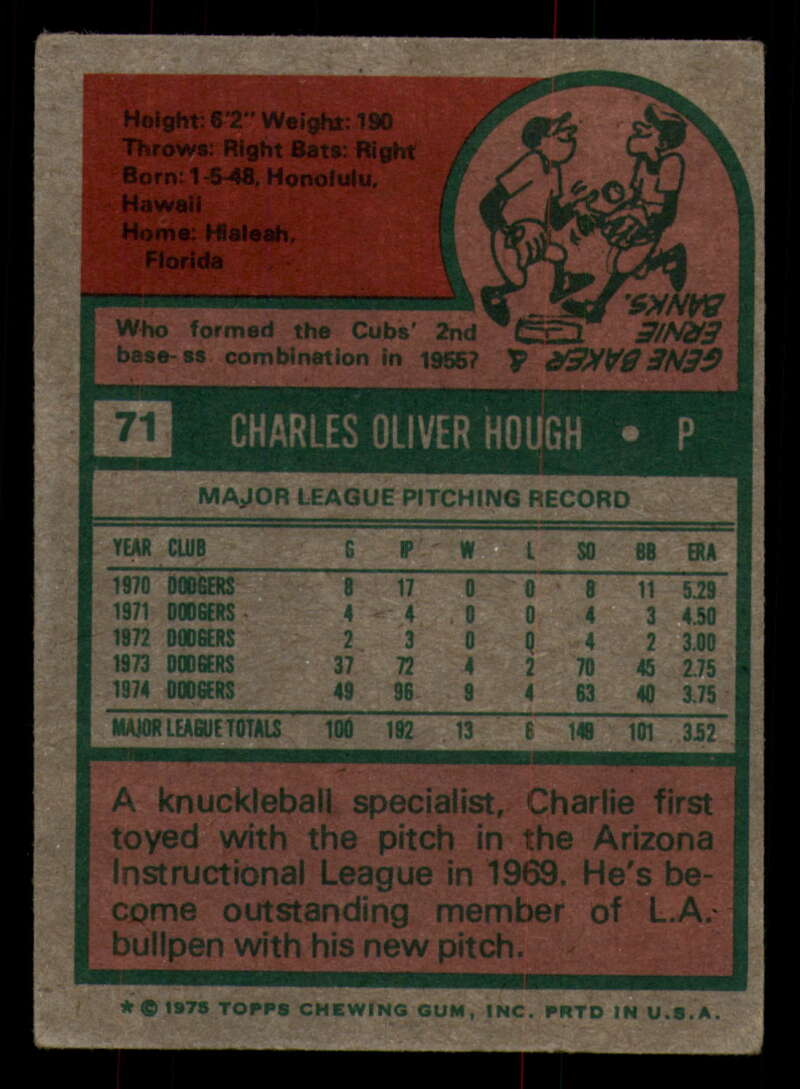 Height: 6'2" Weight: 190
Throws: Right Bats: Right
Born: 1-5-48, Honolulu,
Hawaii
Home: Hialeah,
Florida
Who formed the Cubs' 2nd
base-ss combination in 1955?
GENE BAKER &
ERNIE
BANKS.
71 CHARLES OLIVER HOUGH • P
MAJOR LEAGUE PITCHING RECORD
YEAR CLUB G IP W L SO BB ERA
1970 DODGERS 8 17 0 0 8 11 5.29
1971 DODGERS 4 4 0 0 4 3 4.50
1972 DODGERS 2 3 0 0 4 2 3.00
1973 DODGERS 37 72 4 2 70 45 2.75
1974 DODGERS 49 96 9 4 63 40 3.75
MAJOR LEAGUE TOTALS 100 192 13 6 149 101 3.52
A knuckleball specialist, Charlie first
toyed with the pitch in the Arizona
Instructional League in 1969. He's be-
come outstanding member of L.A.
bullpen with his new pitch.
* © 1975 TOPPS CHEWING GUM, INC. PRTD IN U.S.A.